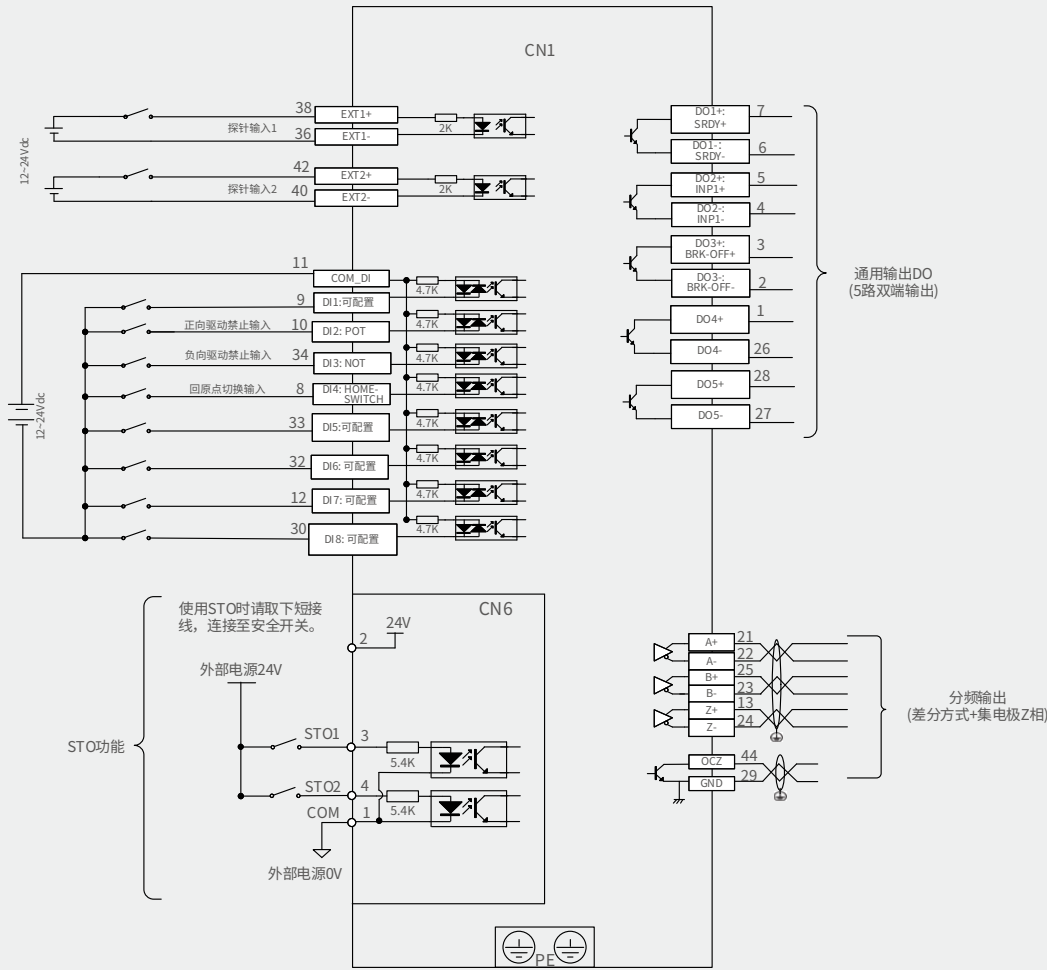 CN1
38
EXT1+
2K
探针输入1
36
EXT1-
12~24Vdc
42
EXT2+
2K
探针输入2
40
EXT2-
11
COM_DI
4.7K
9
DI1:可配置
正向驱动禁止输入
10
DI2: POT
4.7K
负向驱动禁止输入
34
DI3: NOT
4.7K
回原点切换输入
8
DI4: HOME-
SWITCH
4.7K
12~24Vdc
33
DI5:可配置
4.7K
32
DI6: 可配置
4.7K
12
DI7: 可配置
4.7K
30
DI8: 可配置
4.7K
DO1+:
SRDY+
7
DO1-:
SRDY-
6
DO2+:
INP1+
5
DO2-:
INP1-
4
DO3+:
BRK-OFF+
3
DO3-:
BRK-OFF-
2
DO4+
1
DO4-
26
DO5+
28
DO5-
27
通用输出DO
(5路双端输出)
使用STO时请取下短接
线，连接至安全开关。
CN6
24V
2
外部电源24V
STO功能
STO1
3
5.4K
STO2
4
5.4K
COM
1
外部电源0V
A+
21
A-
22
B+
25
B-
23
Z+
13
Z-
24
OCZ
44
GND
29
分频输出
(差分方式+集电极Z相)
PE